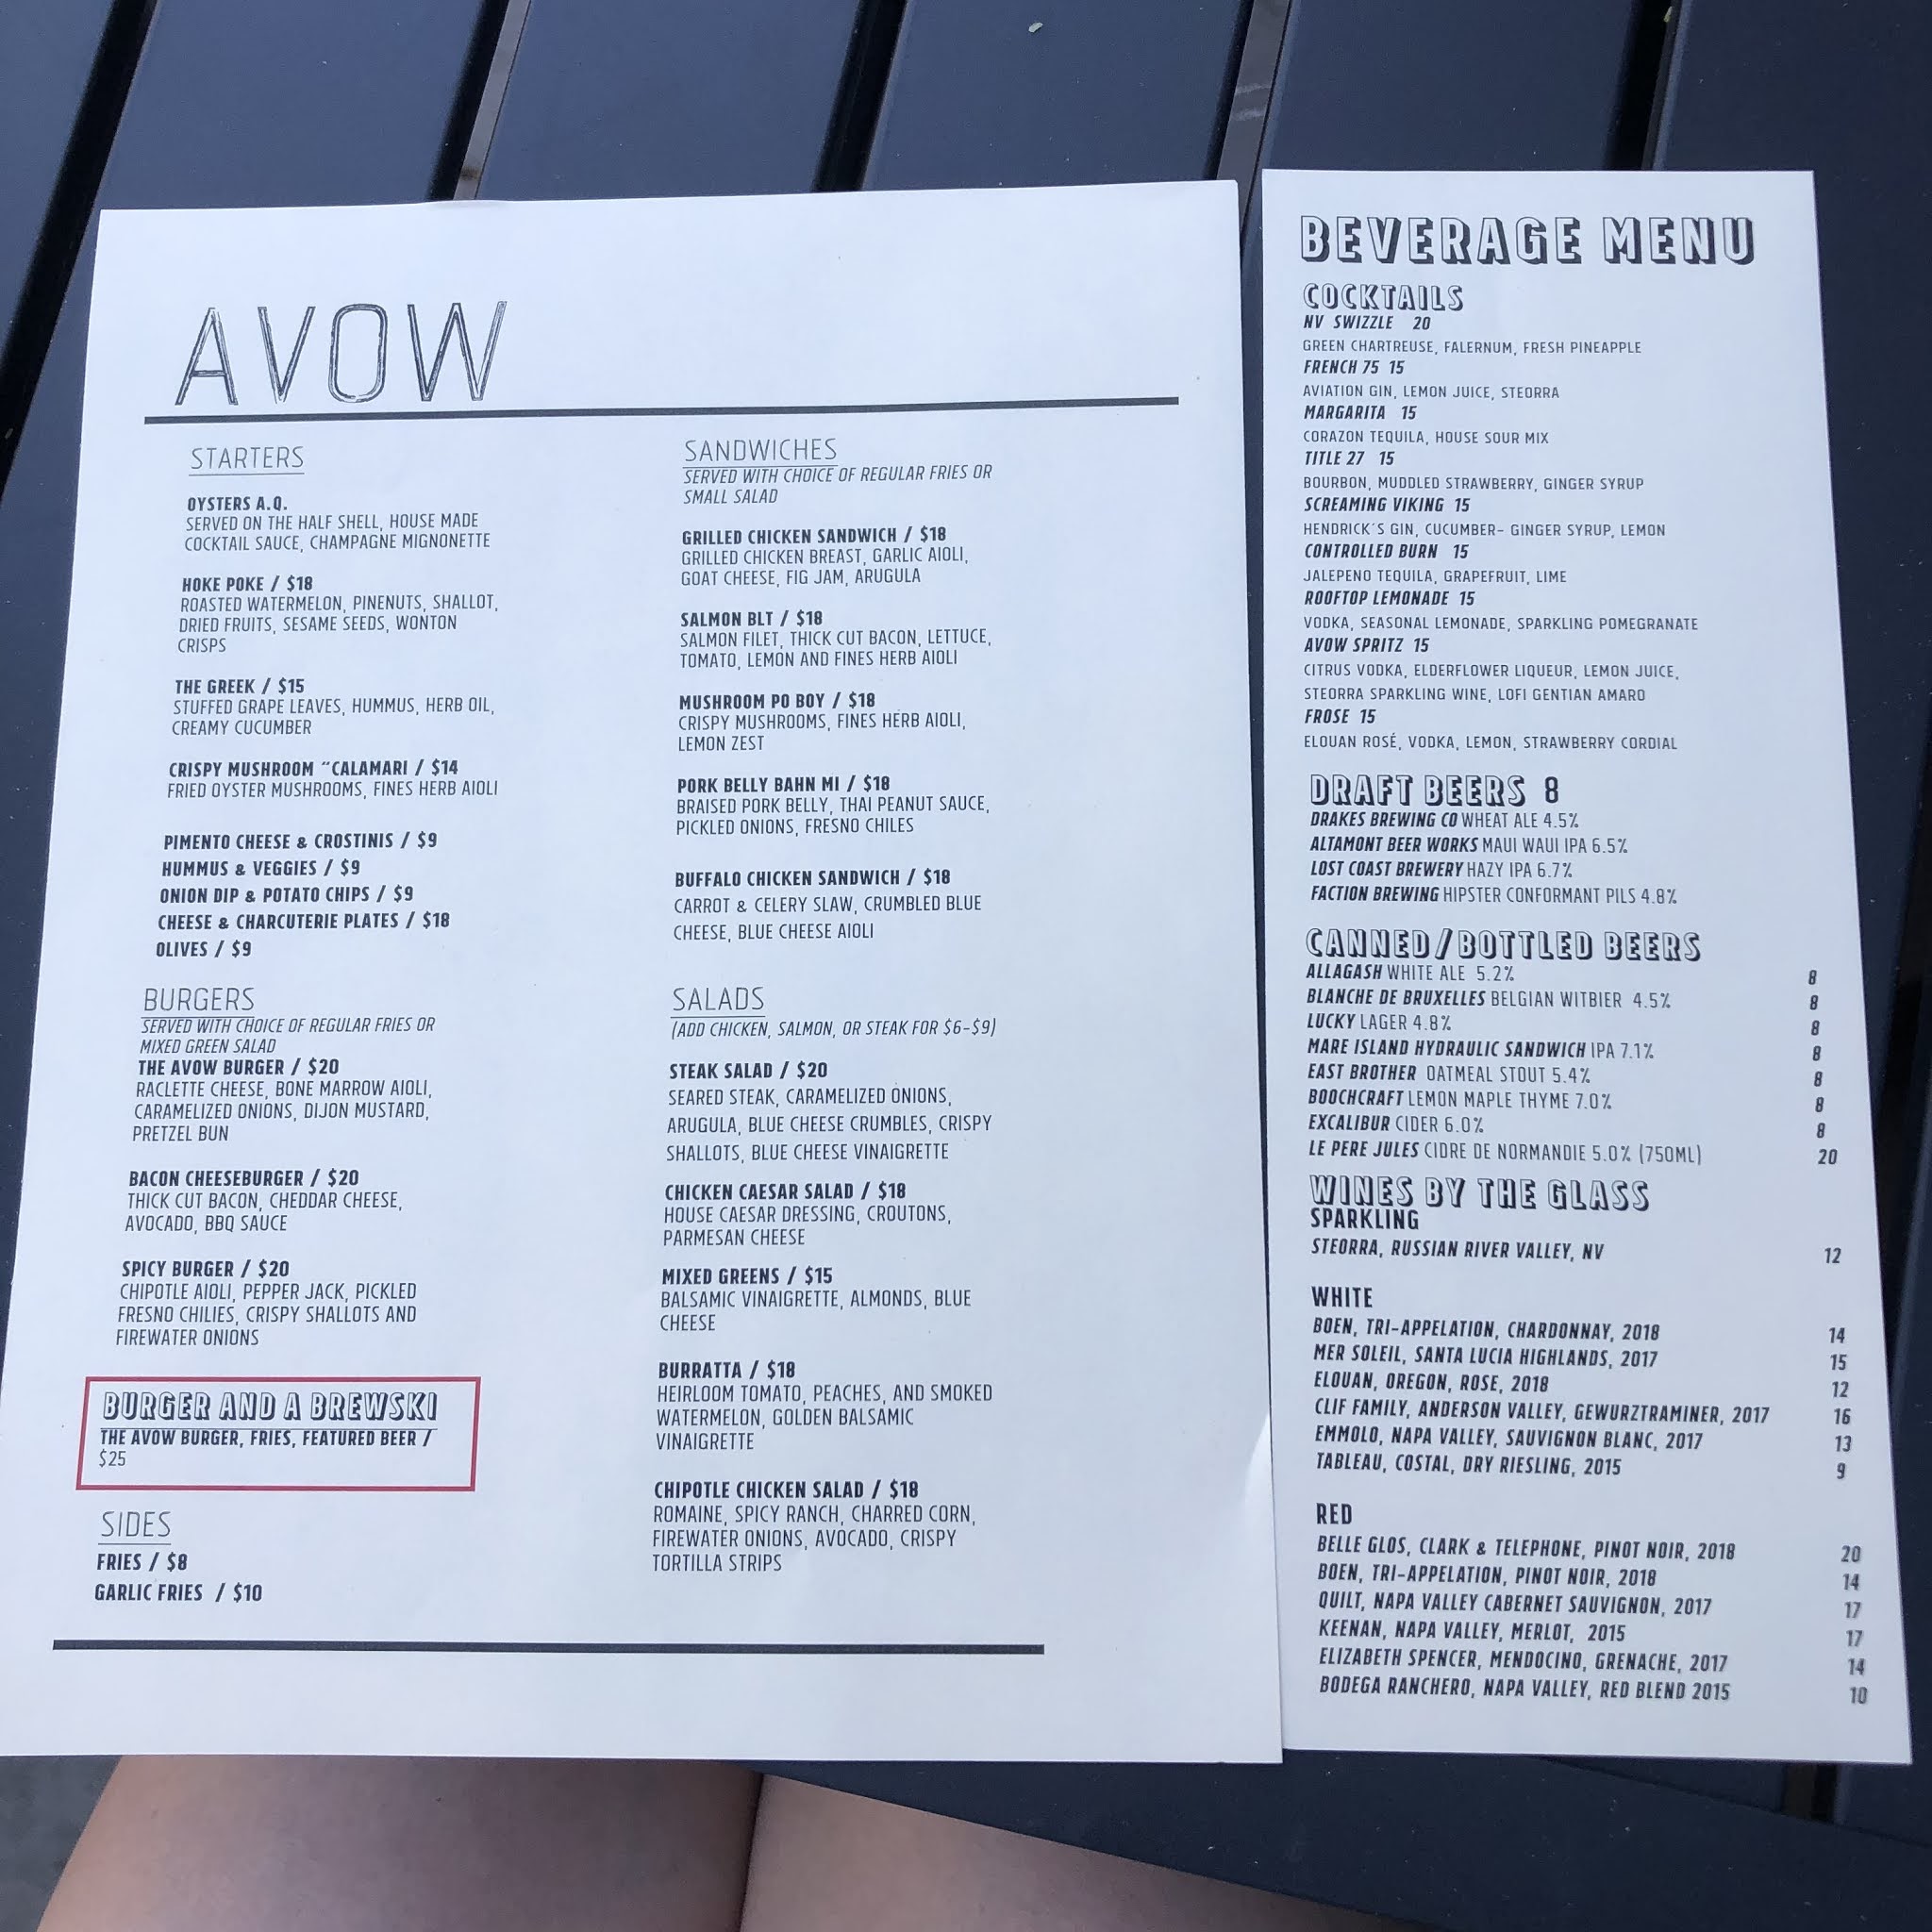 AVOW
STARTERS
OYSTERS A.Q.
SERVED ON THE HALF SHELL, HOUSE MADE
COCKTAIL SAUCE, CHAMPAGNE MIGNONETTE
HOKE POKE / $18
ROASTED WATERMELON, PINENUTS, SHALLOT,
DRIED FRUITS, SESAME SEEDS, WONTON
CRISPS
THE GREEK / $15
STUFFED GRAPE LEAVES, HUMMUS, HERB OIL,
CREAMY CUCUMBER
CRISPY MUSHROOM “CALAMARI / $14
FRIED OYSTER MUSHROOMS, FINES HERB AIOLI
PIMENTO CHEESE & CROSTINIS / $9
HUMMUS & VEGGIES / $9
ONION DIP & POTATO CHIPS / $9
CHEESE & CHARCUTERIE PLATES / $18
OLIVES / $9
BURGERS
SERVED WITH CHOICE OF REGULAR FRIES OR
MIXED GREEN SALAD
THE AVOW BURGER / $20
RACLETTE CHEESE, BONE MARROW AIOLI,
CARAMELIZED ONIONS, DIJON MUSTARD,
PRETZEL BUN
BACON CHEESEBURGER / $20
THICK CUT BACON, CHEDDAR CHEESE,
AVOCADO, BBQ SAUCE
SPICY BURGER / $20
CHIPOTLE AIOLI, PEPPER JACK, PICKLED
FRESNO CHILIES, CRISPY SHALLOTS AND
FIREWATER ONIONS
BURGER AND A BREWSKI
THE AVOW BURGER, FRIES, FEATURED BEER /
$25
SIDES
FRIES / $8
GARLIC FRIES / $10
SANDWICHES
SERVED WITH CHOICE OF REGULAR FRIES OR
SMALL SALAD
GRILLED CHICKEN SANDWICH / $18
GRILLED CHICKEN BREAST, GARLIC AIOLI,
GOAT CHEESE, FIG JAM, ARUGULA
SALMON BLT / $18
SALMON FILET, THICK CUT BACON, LETTUCE,
TOMATO, LEMON AND FINES HERB AIOLI
MUSHROOM PO BOY / $18
CRISPY MUSHROOMS, FINES HERB AIOLI,
LEMON ZEST
PORK BELLY BAHN MI / $18
BRAISED PORK BELLY, THAI PEANUT SAUCE,
PICKLED ONIONS, FRESNO CHILES
BUFFALO CHICKEN SANDWICH / $18
CARROT & CELERY SLAW, CRUMBLED BLUE
CHEESE, BLUE CHEESE AIOLI
SALADS
(ADD CHICKEN, SALMON, OR STEAK FOR $6-$9)
STEAK SALAD / $20
SEARED STEAK, CARAMELIZED ONIONS,
ARUGULA, BLUE CHEESE CRUMBLES, CRISPY
SHALLOTS, BLUE CHEESE VINAIGRETTE
CHICKEN CAESAR SALAD / $18
HOUSE CAESAR DRESSING, CROUTONS,
PARMESAN CHEESE
MIXED GREENS / $15
BALSAMIC VINAIGRETTE, ALMONDS, BLUE
CHEESE
BURRATTA / $18
HEIRLOOM TOMATO, PEACHES, AND SMOKED
WATERMELON, GOLDEN BALSAMIC
VINAIGRETTE
CHIPOTLE CHICKEN SALAD / $18
ROMAINE, SPICY RANCH, CHARRED CORN,
FIREWATER ONIONS, AVOCADO, CRISPY
TORTILLA STRIPS
BEVERAGE MENU
COCKTAILS
NV SWIZZLE 20
GREEN CHARTREUSE, FALERNUM, FRESH PINEAPPLE
FRENCH 75 15
AVIATION GIN, LEMON JUICE, STEORRA
MARGARITA 15
CORAZON TEQUILA, HOUSE SOUR MIX
TITLE 27 15
BOURBON, MUDDLED STRAWBERRY, GINGER SYRUP
SCREAMING VIKING 15
HENDRICK'S GIN, CUCUMBER- GINGER SYRUP, LEMON
CONTROLLED BURN 15
JALEPENO TEQUILA, GRAPEFRUIT, LIME
ROOFTOP LEMONADE 15
VODKA, SEASONAL LEMONADE, SPARKLING POMEGRANATE
AVOW SPRITZ 15
CITRUS VODKA, ELDERFLOWER LIQUEUR, LEMON JUICE,
STEORRA SPARKLING WINE, LOFI GENTIAN AMARO
FROSE 15
ELOUAN ROSÉ, VODKA, LEMON, STRAWBERRY CORDIAL
DRAFT BEERS 8
DRAKES BREWING CO WHEAT ALE 4.5%
ALTAMONT BEER WORKS MAUI WAUI IPA 6.5%
LOST COAST BREWERY HAZY IPA 6.7%
FACTION BREWING HIPSTER CONFORMANT PILS 4.8%
CANNED/BOTTLED BEERS
ALLAGASH WHITE ALE 5.2% 8
BLANCHE DE BRUXELLES BELGIAN WITBIER 4.5% 8
LUCKY LAGER 4.8% 8
MARE ISLAND HYDRAULIC SANDWICH IPA 7.1% 8
EAST BROTHER OATMEAL STOUT 5.4% 8
BOOCHCRAFT LEMON MAPLE THYME 7.0% 8
EXCALIBUR CIDER 6.0% 8
LE PERE JULES CIDRE DE NORMANDIE 5.0% (750ML) 20
WINES BY THE GLASS
SPARKLING
STEORRA, RUSSIAN RIVER VALLEY, NV 12
WHITE
BOEN, TRI-APPELATION, CHARDONNAY, 2018 14
MER SOLEIL, SANTA LUCIA HIGHLANDS, 2017 15
ELOUAN, OREGON, ROSE, 2018 12
CLIF FAMILY, ANDERSON VALLEY, GEWURZTRAMINER, 2017 16
EMMOLO, NAPA VALLEY, SAUVIGNON BLANC, 2017 13
TABLEAU, COSTAL, DRY RIESLING, 2015 9
RED
BELLE GLOS, CLARK & TELEPHONE, PINOT NOIR, 2018 20
BOEN, TRI-APPELATION, PINOT NOIR, 2018 14
QUILT, NAPA VALLEY CABERNET SAUVIGNON, 2017 17
KEENAN, NAPA VALLEY, MERLOT, 2015 17
ELIZABETH SPENCER, MENDOCINO, GRENACHE, 2017 14
BODEGA RANCHERO, NAPA VALLEY, RED BLEND 2015 10